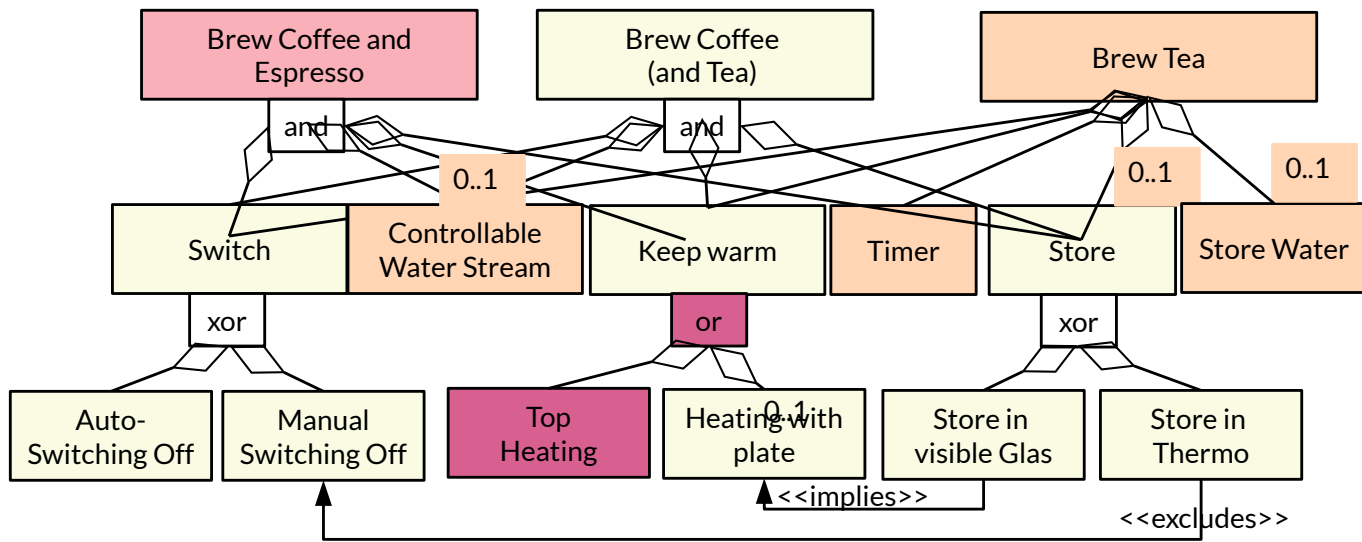 Brew Coffee and
Espresso
Brew Coffee
(and Tea)
Brew Tea
and
and
0..1
0..1
0..1
Switch
Controllable
Water Stream
Keep warm
Timer
Store
Store Water
xor
or
xor
Auto-
Switching Off
Manual
Switching Off
Top
Heating
0..1
Heating with
plate
Store in
visible Glas
Store in
Thermo
<<implies>>
<<excludes>>